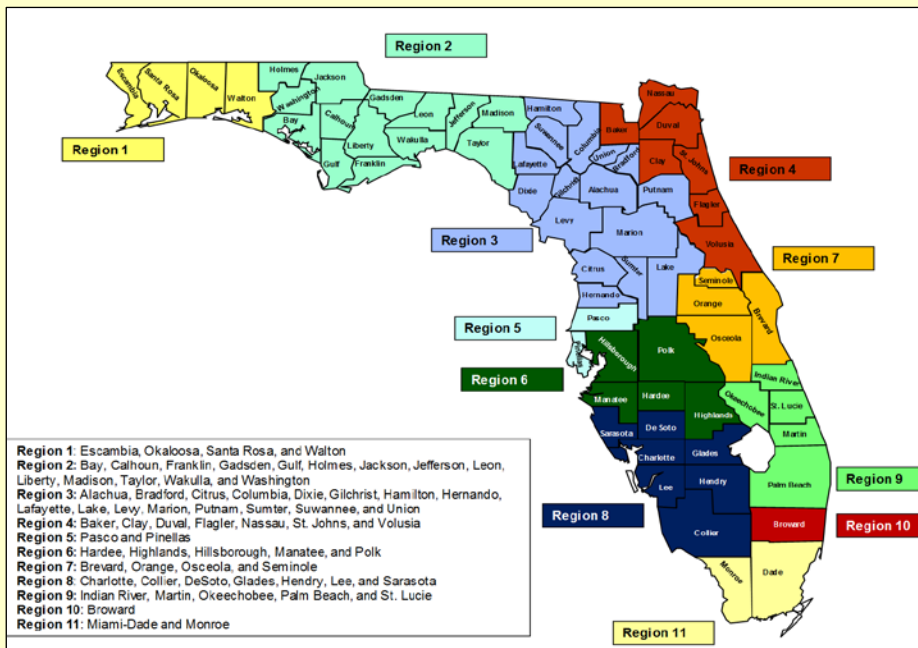 Region 2
Holmes
Jackson
Escambia
Santa Rosa
Okaloosa
Walton
Washington
Gadsden
Leon
Jefferson
Madison
Hamilton
Nassau
Bay
Calhoun
Liberty
Wakulla
Taylor
Suwannee
Columbia
Baker
Duval
Region 1
Gulf
Franklin
Lafayette
Union
Bradford
Clay
St. Johns
Region 4
Dixie
Gilchrist
Alachua
Putnam
Flagler
Levy
Marion
Volusia
Region 3
Region 7
Citrus
Sumter
Lake
Seminole
Hernando
Orange
Brevard
Region 5
Pasco
Osceola
Pinellas
Hillsborough
Polk
Indian River
Region 6
Manatee
Hardee
Highlands
Okeechobee
St. Lucie
Sarasota
De Soto
Martin
Charlotte
Glades
Lee
Hendry
Palm Beach
Region 9
Region 8
Collier
Broward
Region 10
Monroe
Dade
Region 11
Region 1: Escambia, Okaloosa, Santa Rosa, and Walton
Region 2: Bay, Calhoun, Franklin, Gadsden, Gulf, Holmes, Jackson, Jefferson, Leon,
Liberty, Madison, Taylor, Wakulla, and Washington
Region 3: Alachua, Bradford, Citrus, Columbia, Dixie, Gilchrist, Hamilton, Hernando,
Lafayette, Lake, Levy, Marion, Putnam, Sumter, Suwannee, and Union
Region 4: Baker, Clay, Duval, Flagler, Nassau, St. Johns, and Volusia
Region 5: Pasco and Pinellas
Region 6: Hardee, Highlands, Hillsborough, Manatee, and Polk
Region 7: Brevard, Orange, Osceola, and Seminole
Region 8: Charlotte, Collier, DeSoto, Glades, Hendry, Lee, and Sarasota
Region 9: Indian River, Martin, Okeechobee, Palm Beach, and St. Lucie
Region 10: Broward
Region 11: Miami-Dade and Monroe